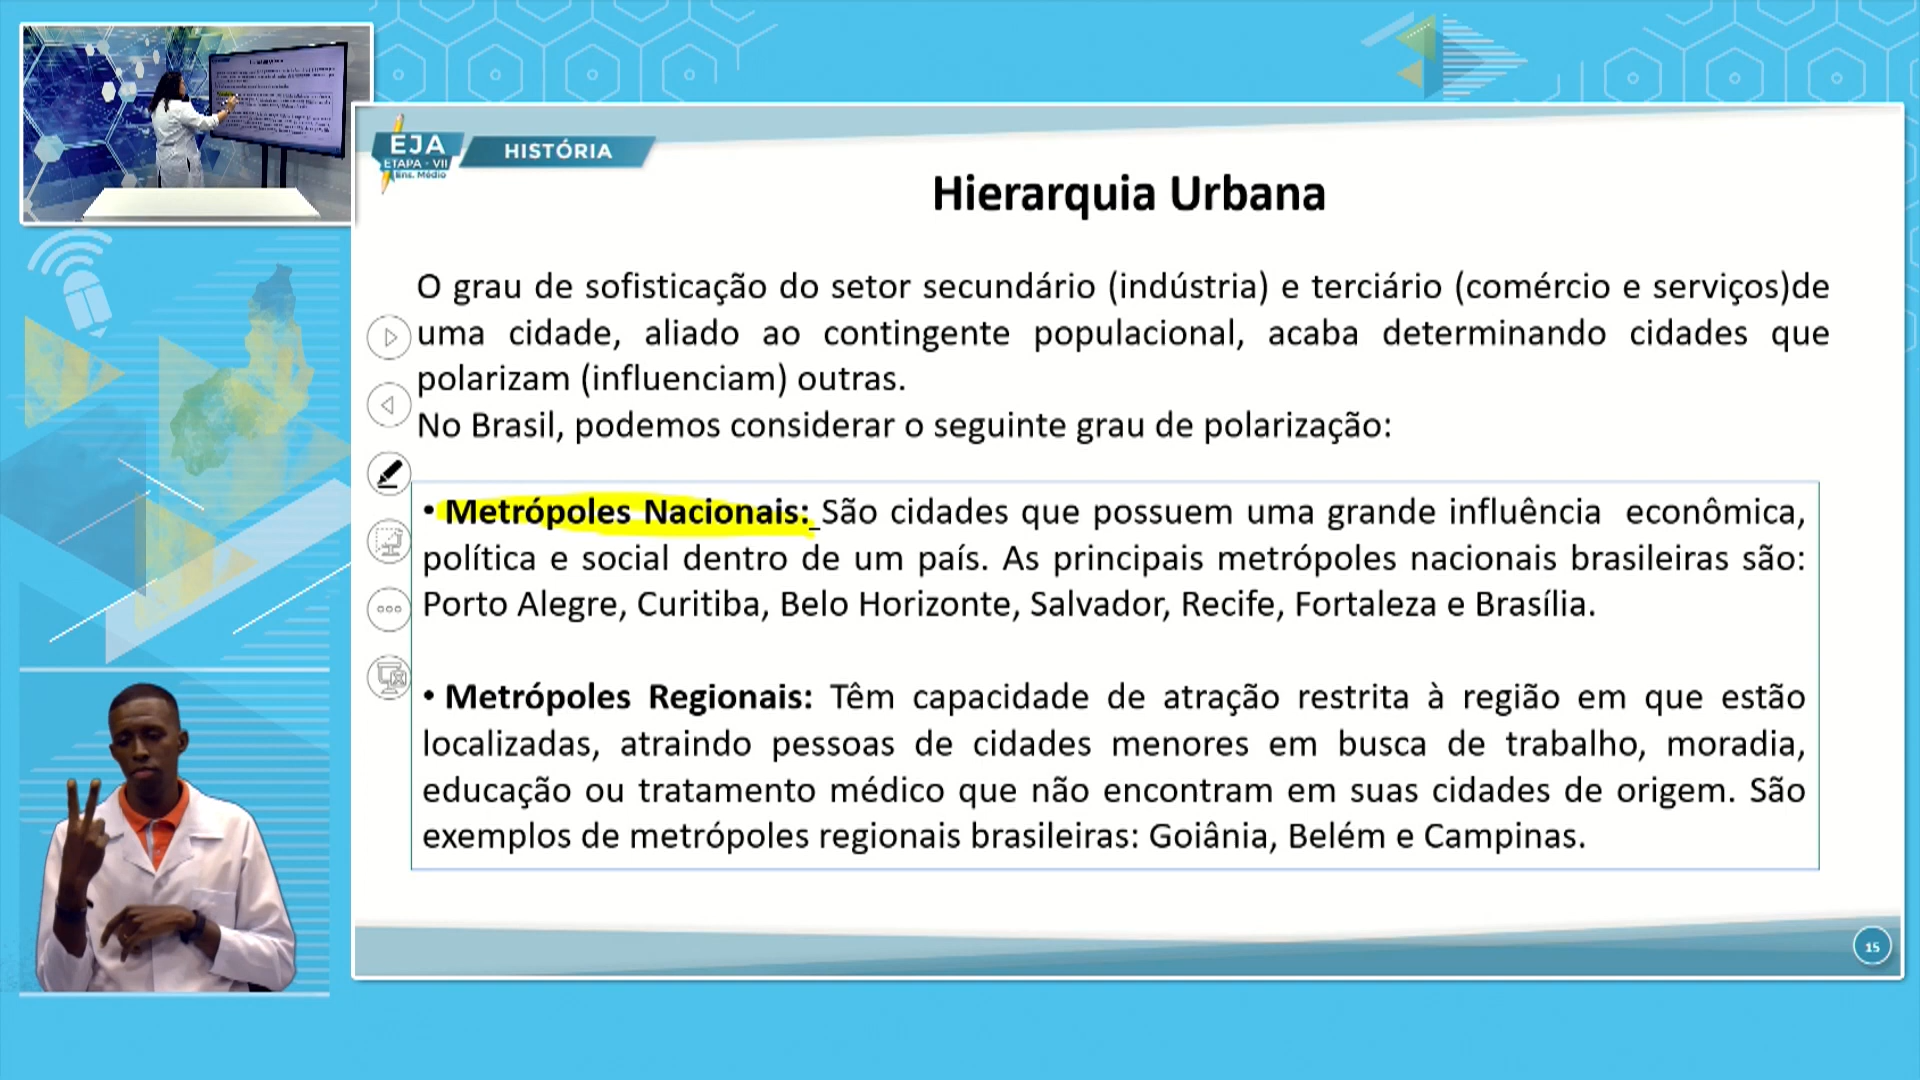 EJA
ETAPA - VII
Ens. Médio
HISTÓRIA
Hierarquia Urbana
O grau de sofisticação do setor secundário (indústria) e terciário (comércio e serviços)de
uma cidade, aliado ao contingente populacional, acaba determinando cidades que
polarizam (influenciam) outras.
No Brasil, podemos considerar o seguinte grau de polarização:
• Metrópoles Nacionais: São cidades que possuem uma grande influência econômica,
política e social dentro de um país. As principais metrópoles nacionais brasileiras são:
Porto Alegre, Curitiba, Belo Horizonte, Salvador, Recife, Fortaleza e Brasília.
• Metrópoles Regionais: Têm capacidade de atração restrita à região em que estão
localizadas, atraindo pessoas de cidades menores em busca de trabalho, moradia,
educação ou tratamento médico que não encontram em suas cidades de origem. São
exemplos de metrópoles regionais brasileiras: Goiânia, Belém e Campinas.
15